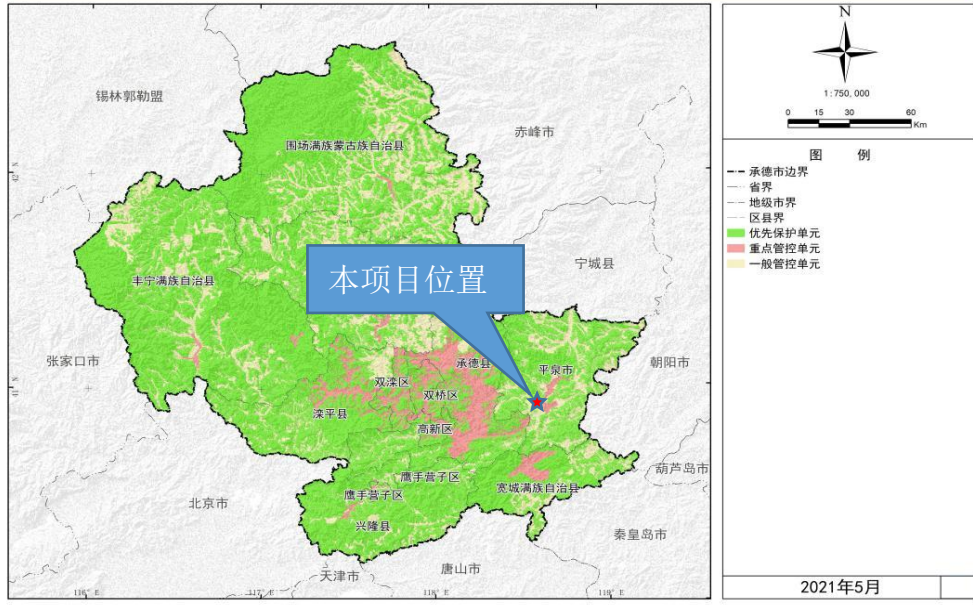 锡林郭勒盟
赤峰市
围场满族蒙古族自治县
宁城县
本项目位置
丰宁满族自治县
张家口市
承德县
平泉市
朝阳市
双滦区
双桥区
滦平县
高新区
鹰手营子区
葫芦岛市
鹰手营子区
宽城满族自治县
北京市
兴隆县
秦皇岛市
唐山市
天津市
42° N
41° N
116° E
117° E
118° E
119° E
N
1:750,000
0 15 30 60
Km
图 例
承德市边界
省界
地级市界
区县界
优先保护单元
重点管控单元
一般管控单元
2021年5月